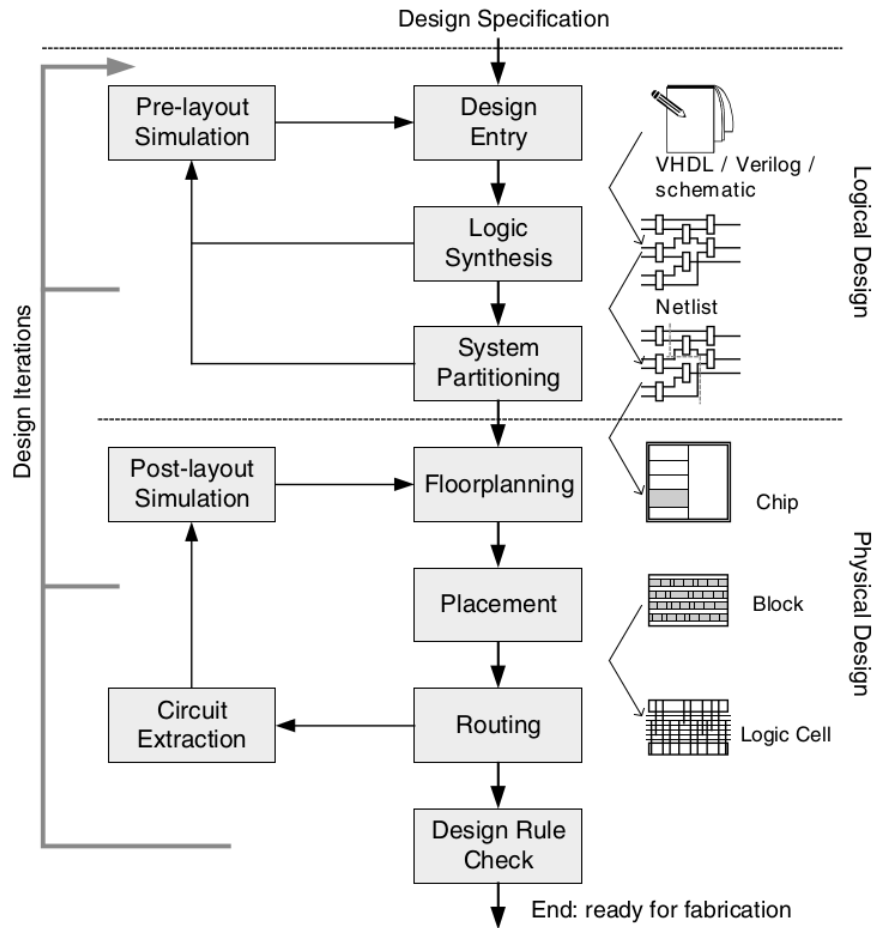 Design Specification
Pre-layout
Simulation
Design
Entry
VHDL / Verilog /
schematic
Logic
Synthesis
Netlist
System
Partitioning
Logical Design
Design Iterations
Post-layout
Simulation
Floorplanning
Chip
Placement
Block
Physical Design
Circuit
Extraction
Routing
Logic Cell
Design Rule
Check
End: ready for fabrication